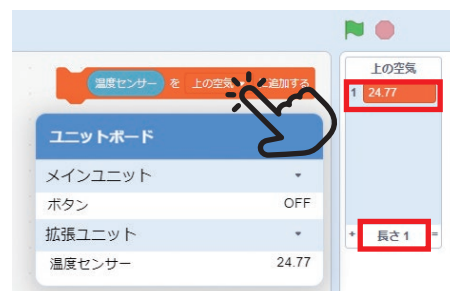 温度センサー を 上の空気 に追加する
上の空気
1 24.77
ユニットボード
メインユニット
ボタン OFF
拡張ユニット
温度センサー 24.77
+ 長さ 1 =